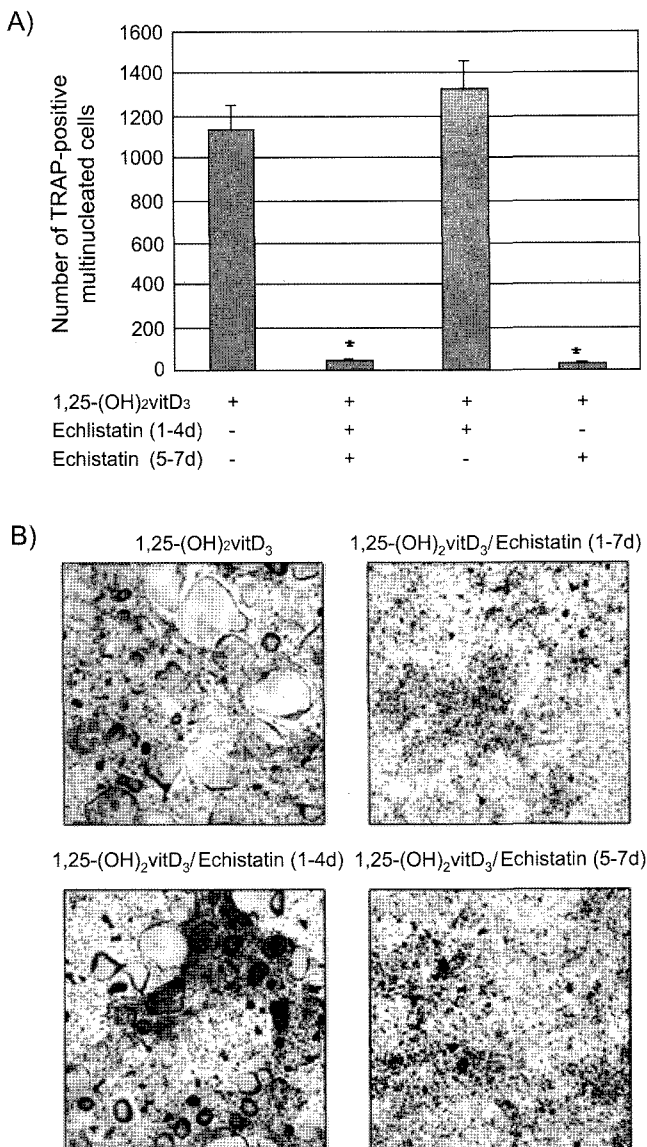 A)
Number of TRAP-positive
multinucleated cells
1600
1400
1200
1000
800
600
400
200
0
*
*
1,25-(OH)2vitD3 + + + +
Echlistatin (1-4d) - + + -
Echistatin (5-7d) - + - +
B)
1,25-(OH)2vitD3
1,25-(OH)2vitD3/Echistatin (1-7d)
1,25-(OH)2vitD3/Echistatin (1-4d)
1,25-(OH)2vitD3/Echistatin (5-7d)